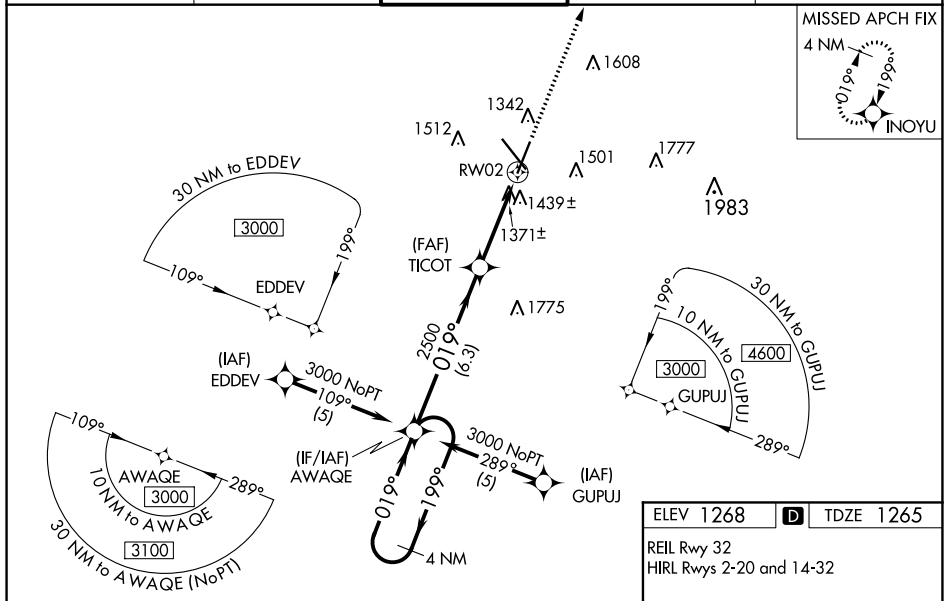 MISSED APCH FIX
4 NM
019°
199°
INOYU
1608
1342
1512
RW02
1501
1777
1983
1439±
1371±
30 NM to EDDEV
3000
199°
109°
EDDEV
(FAF)
TICOT
1775
2500
019°
(6.3)
(IAF)
EDDEV
3000 NoPT
109°
(5)
30 NM to GUPUJ
199°
10 NM to GUPUJ
4600
3000
GUPUJ
289°
109°
AWAQE
3000
289°
10 NM to AWAQE
3100
30 NM to AWAQE (NoPT)
(IF/IAF)
AWAQE
3000 NoPT
289°
(5)
(IAF)
GUPUJ
019°
199°
4 NM
ELEV 1268 D TDZE 1265
REIL Rwy 32
HIRL Rwys 2-20 and 14-32